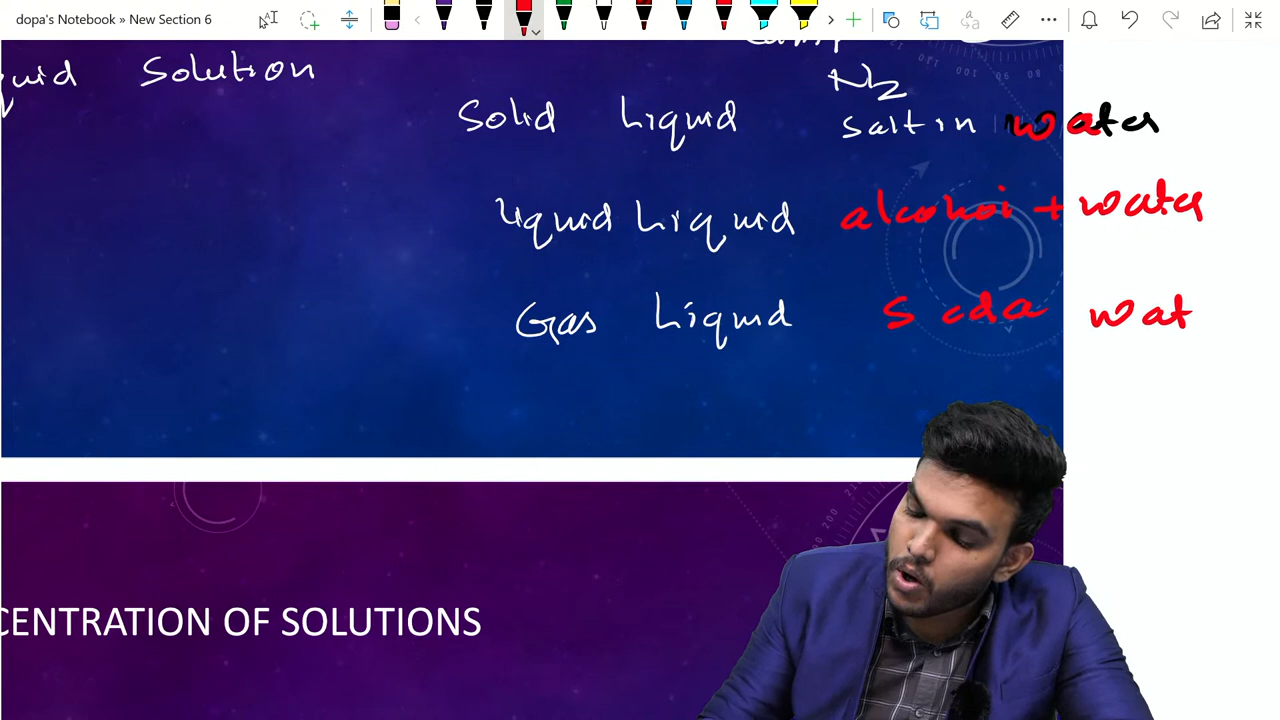 dopa's Notebook » New Section 6
quid Solution
N2
Solid Liquid salt in water
Liquid Liquid alcohol + water
Gas Liquid soda wat
CENTRATION OF SOLUTIONS